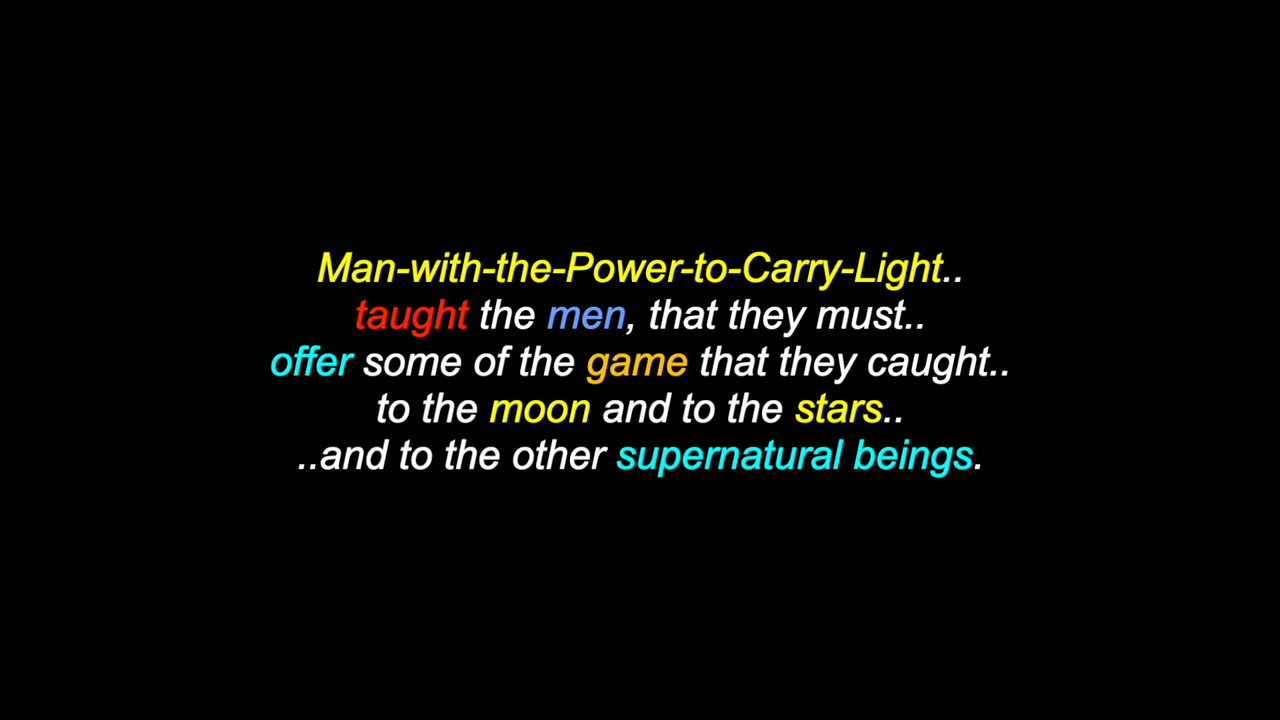 Man-with-the-Power-to-Carry-Light..
taught the men, that they must..
offer some of the game that they caught..
to the moon and to the stars..
..and to the other supernatural beings.